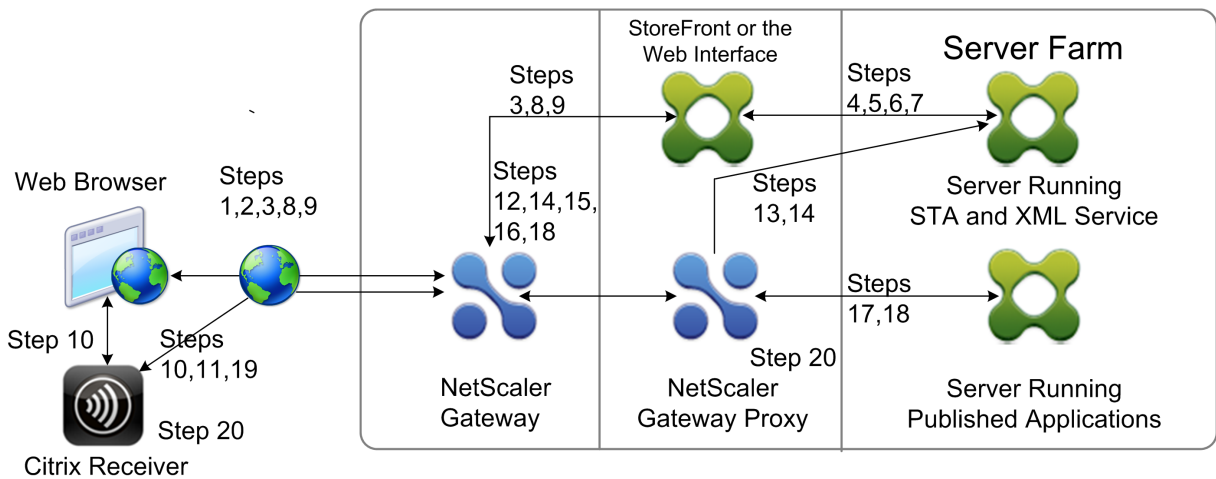 StoreFront or the
Web Interface
Server Farm
Steps
3,8,9
Steps
4,5,6,7
Web Browser
Steps
1,2,3,8,9
Steps
12,14,15,
16,18
Steps
13,14
Server Running
STA and XML Service
Step 10
Steps
10,11,19
Steps
17,18
Step 20
NetScaler
Gateway
NetScaler
Gateway Proxy
Server Running
Published Applications
Step 20
Citrix Receiver